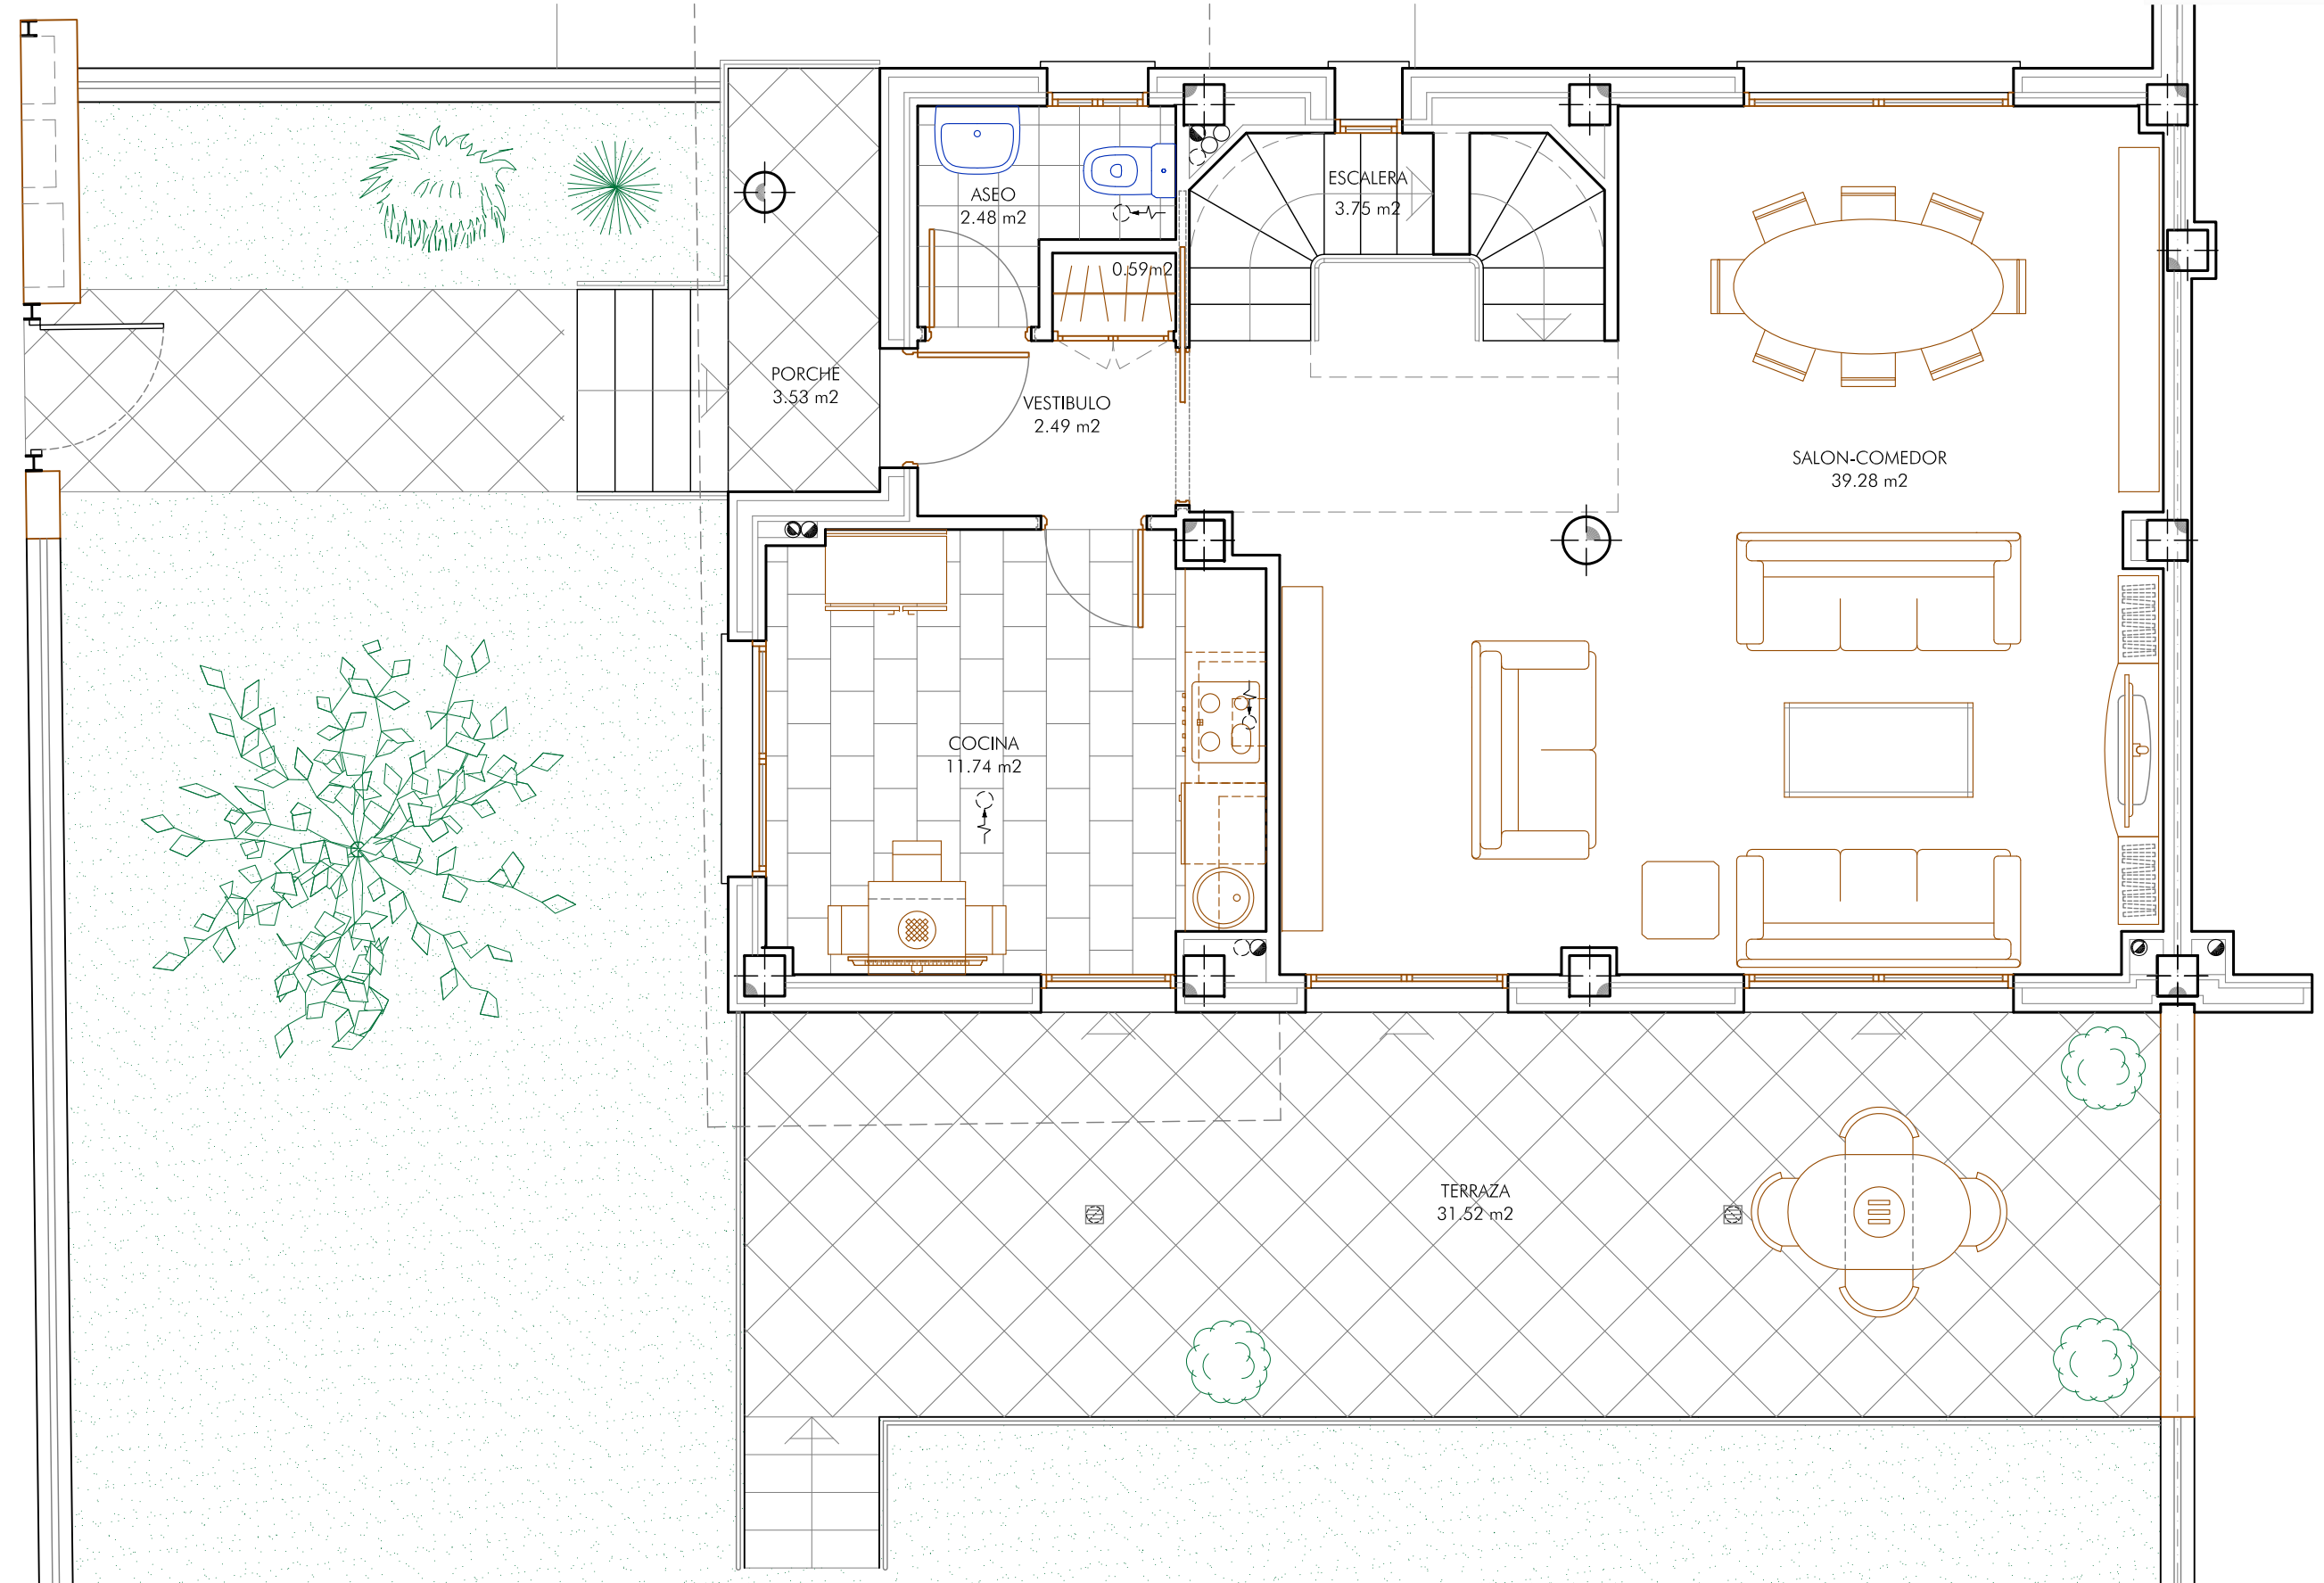 ASEO
2.48 m2
ESCALERA
3.75 m2
0.59m2
PORCHE
3.53 m2
VESTIBULO
2.49 m2
SALON-COMEDOR
39.28 m2
COCINA
11.74 m2
TERRAZA
31.52 m2